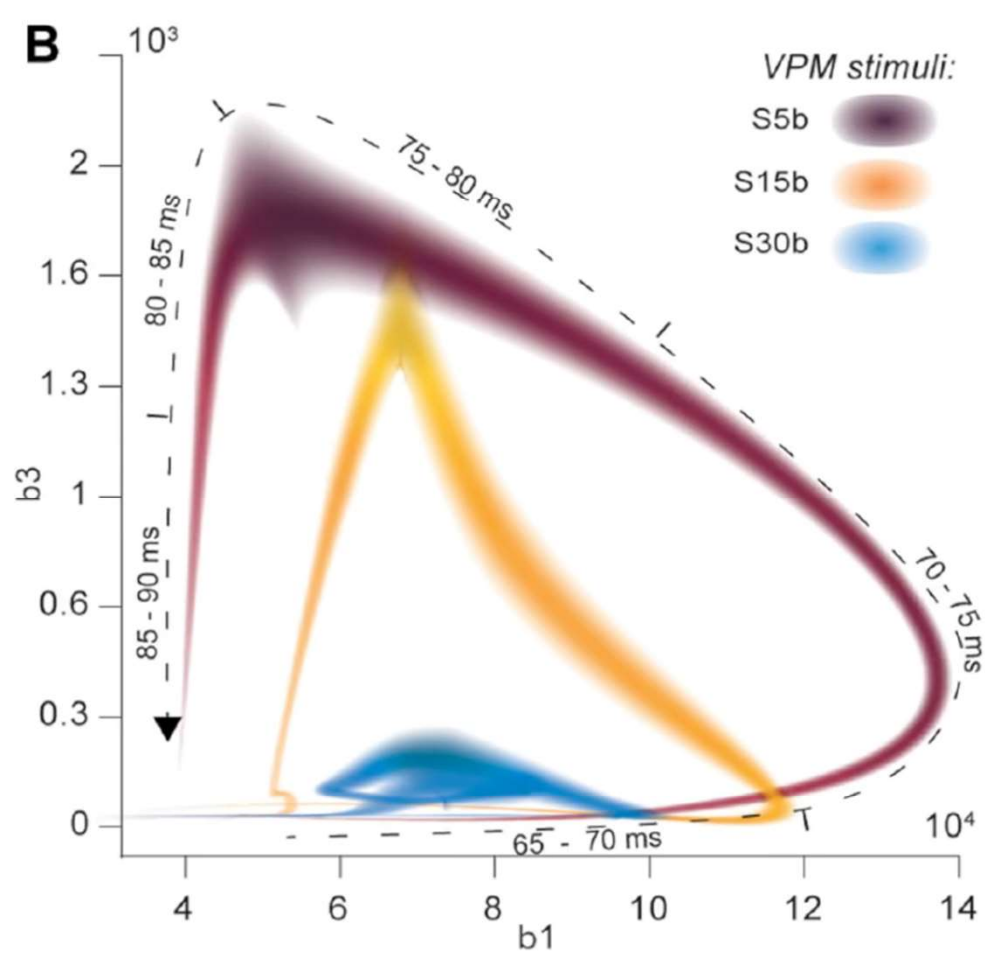 B
10³
VPM stimuli:
S5b
S15b
S30b
75 - 80 ms
80 - 85 ms
70 - 75 ms
85 - 90 ms
65 - 70 ms
2
1.6
1.3
1
0.6
0.3
0
b3
10⁴
4 6 8 10 12 14
b1